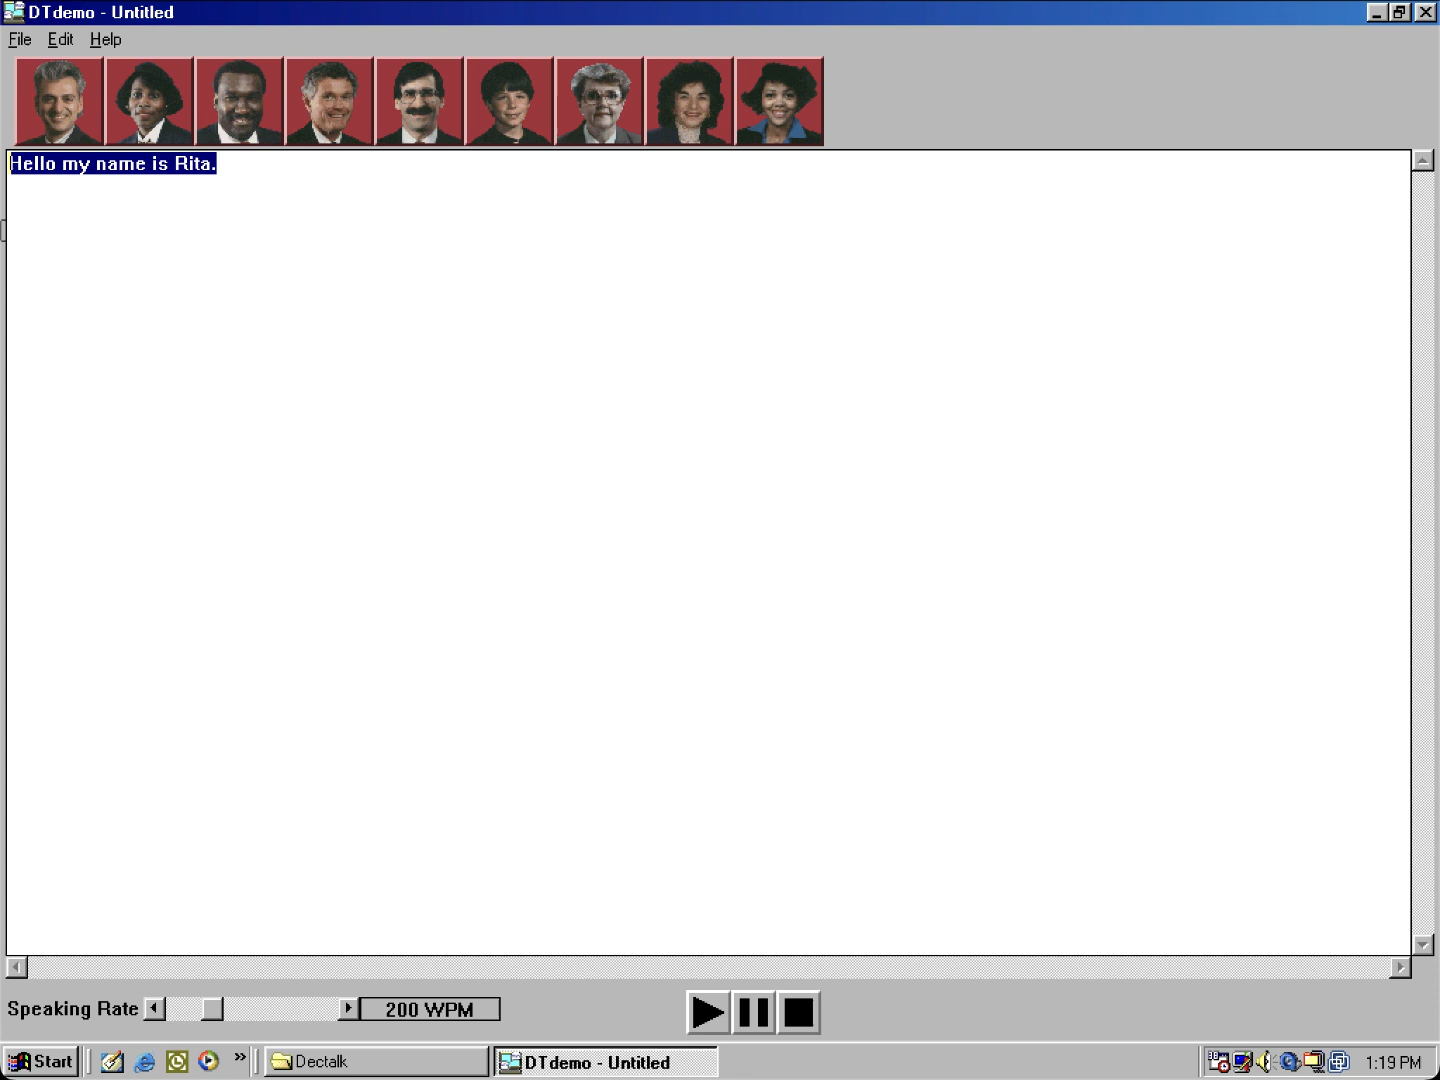 DTdemo - Untitled
File Edit Help
Hello my name is Rita.
Speaking Rate
200 WPM
Start
»
Dectalk
DTdemo - Untitled
1:19 PM